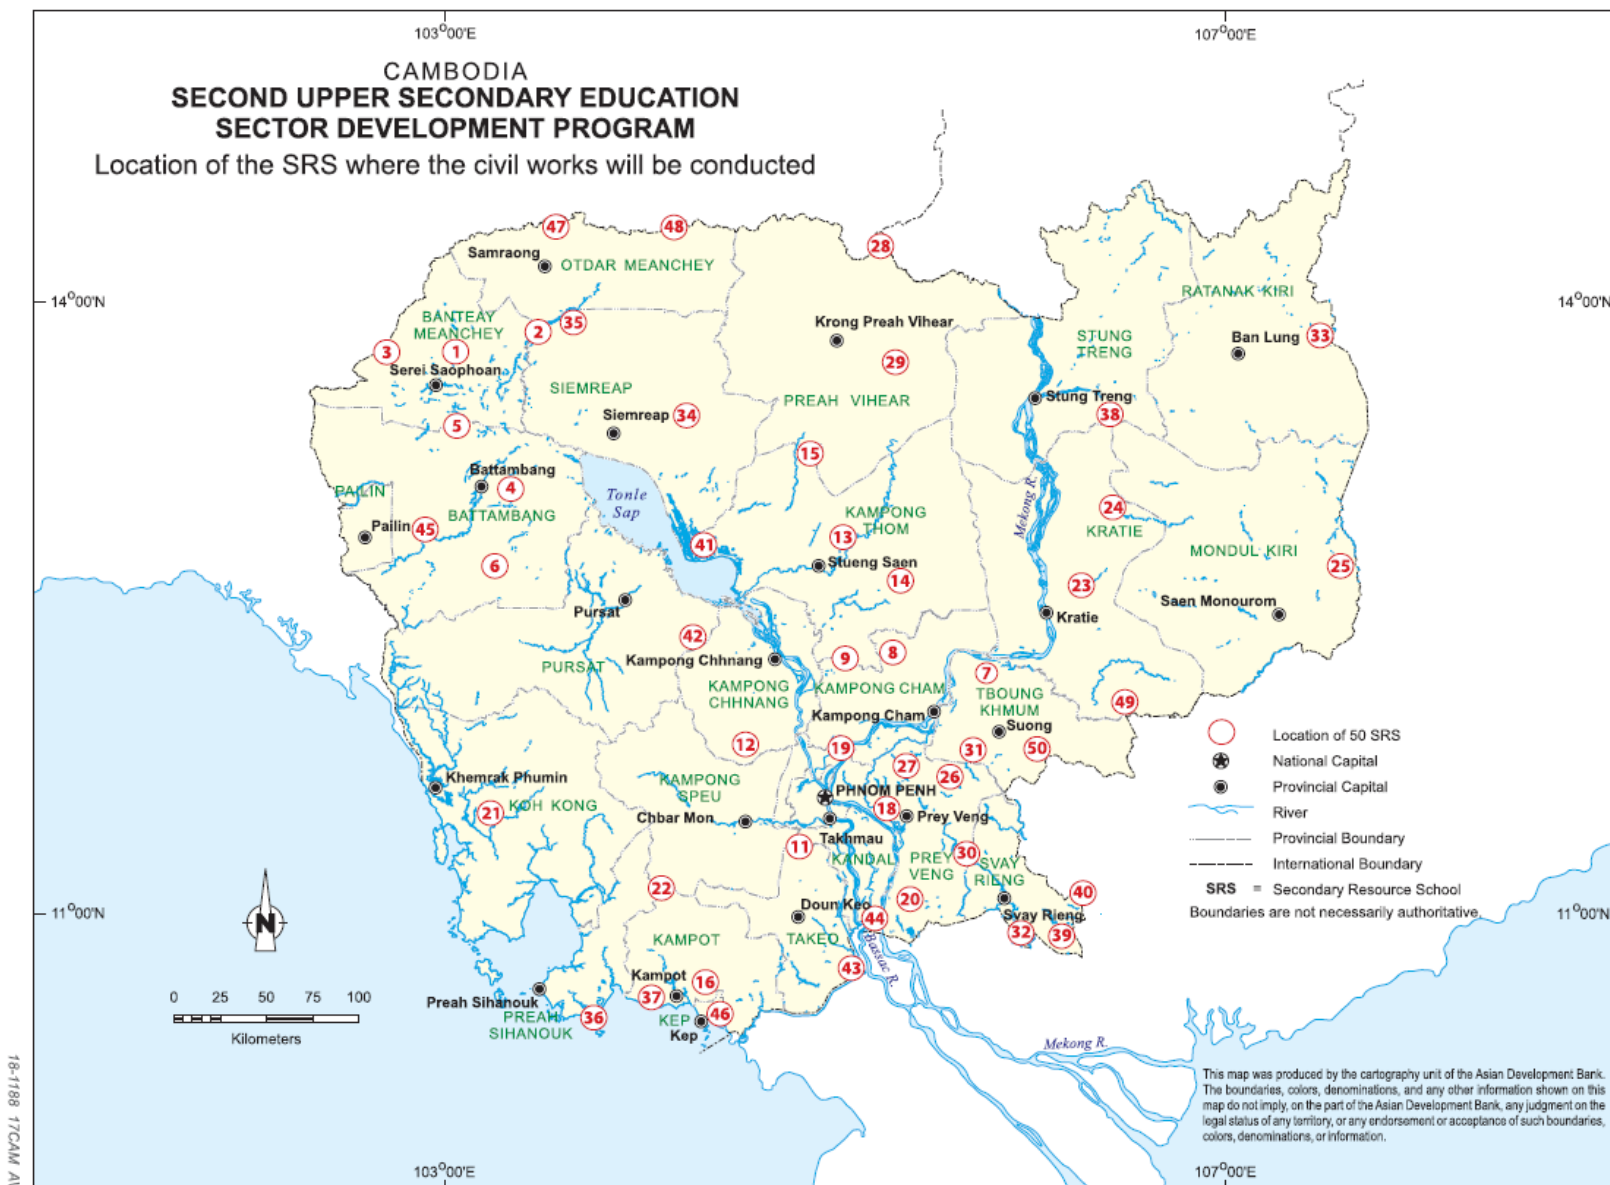 103°00'E
107°00'E
CAMBODIA
SECOND UPPER SECONDARY EDUCATION
SECTOR DEVELOPMENT PROGRAM
Location of the SRS where the civil works will be conducted
47
48
28
Samraong
OTDAR MEANCHEY
14°00'N
14°00'N
RATANAK KIRI
BANTEAY
MEANCHEY
2
35
Krong Preah Vihear
STUNG
TRENG
Ban Lung
33
3
1
29
Serei Saophoan
SIEMREAP
PREAH VIHEAR
Stung Treng
Siemreap
34
38
5
15
Battambang
4
PAILIN
Tonle
Sap
Mekong R.
24
BATTAMBANG
KAMPONG
THOM
KRATIE
Pailin
45
13
41
MONDUL KIRI
6
Stueng Saen
25
14
23
Saen Monourom
Pursat
Kratie
42
9
8
Kampong Chhnang
PURSAT
7
KAMPONG
CHHNANG
KAMPONG CHAM
TBOUNG
KHMUM
49
Kampong Cham
Suong
12
19
31
50
27
26
Khemrak Phumin
KAMPONG
SPEU
PHNOM PENH
KOH KONG
21
18
Chbar Mon
Prey Veng
Takhmau
11
KANDAL
PREY
VENG
30
SVAY
RIENG
22
20
40
Doun Keo
44
Svay Rieng
32
39
KAMPOT
TAKEO
Bassac R.
43
Kampot
16
37
Preah Sihanouk
PREAH
SIHANOUK
36
KEP
46
Kep
Mekong R.
Location of 50 SRS
National Capital
Provincial Capital
River
Provincial Boundary
International Boundary
SRS = Secondary Resource School
Boundaries are not necessarily authoritative.
11°00'N
11°00'N
N
0 25 50 75 100
Kilometers
This map was produced by the cartography unit of the Asian Development Bank.
The boundaries, colors, denominations, and any other information shown on this
map do not imply, on the part of the Asian Development Bank, any judgment on the
legal status of any territory, or any endorsement or acceptance of such boundaries,
colors, denominations, or information.
103°00'E
107°00'E
18-1188 17CAM